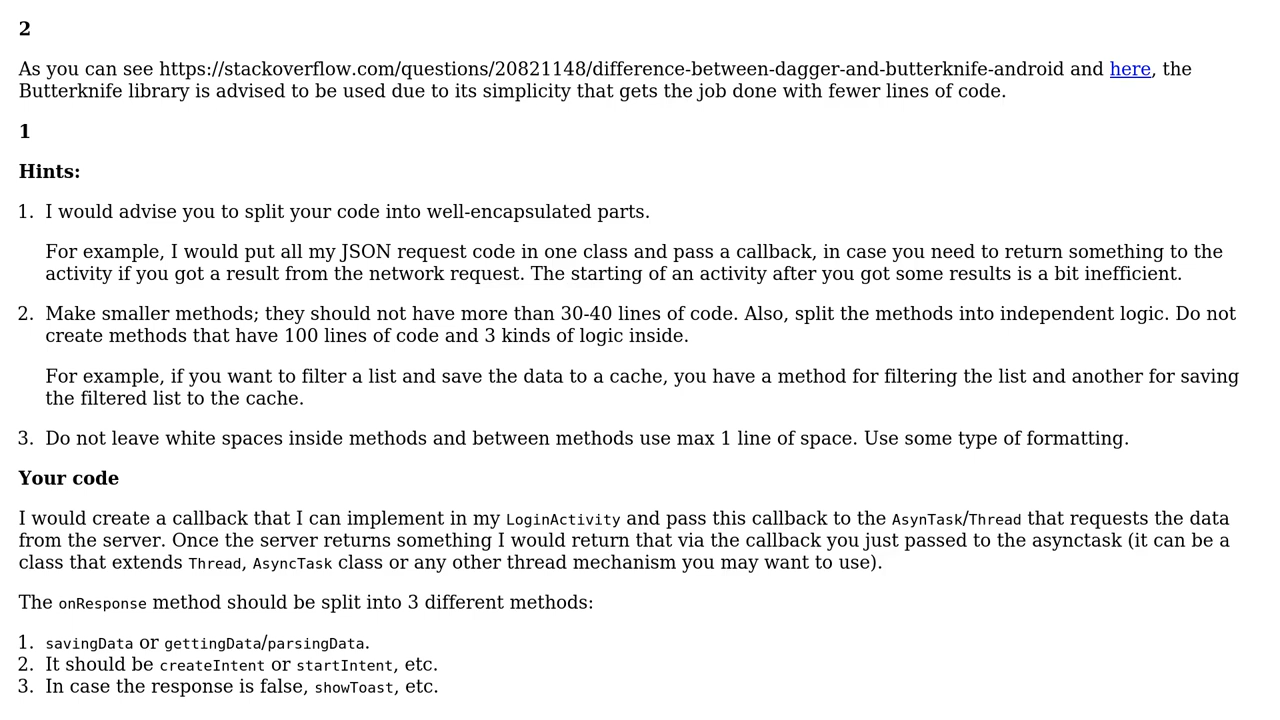 2
As you can see https://stackoverflow.com/questions/20821148/difference-between-dagger-and-butterknife-android and here, the
Butterknife library is advised to be used due to its simplicity that gets the job done with fewer lines of code.
1
Hints:
1. I would advise you to split your code into well-encapsulated parts.
For example, I would put all my JSON request code in one class and pass a callback, in case you need to return something to the
activity if you got a result from the network request. The starting of an activity after you got some results is a bit inefficient.
2. Make smaller methods; they should not have more than 30-40 lines of code. Also, split the methods into independent logic. Do not
create methods that have 100 lines of code and 3 kinds of logic inside.
For example, if you want to filter a list and save the data to a cache, you have a method for filtering the list and another for saving
the filtered list to the cache.
3. Do not leave white spaces inside methods and between methods use max 1 line of space. Use some type of formatting.
Your code
I would create a callback that I can implement in my LoginActivity and pass this callback to the AsynTask/Thread that requests the data
from the server. Once the server returns something I would return that via the callback you just passed to the asynctask (it can be a
class that extends Thread, AsyncTask class or any other thread mechanism you may want to use).
The onResponse method should be split into 3 different methods:
1. savingData or gettingData/parsingData.
2. It should be createIntent or startIntent, etc.
3. In case the response is false, showToast, etc.